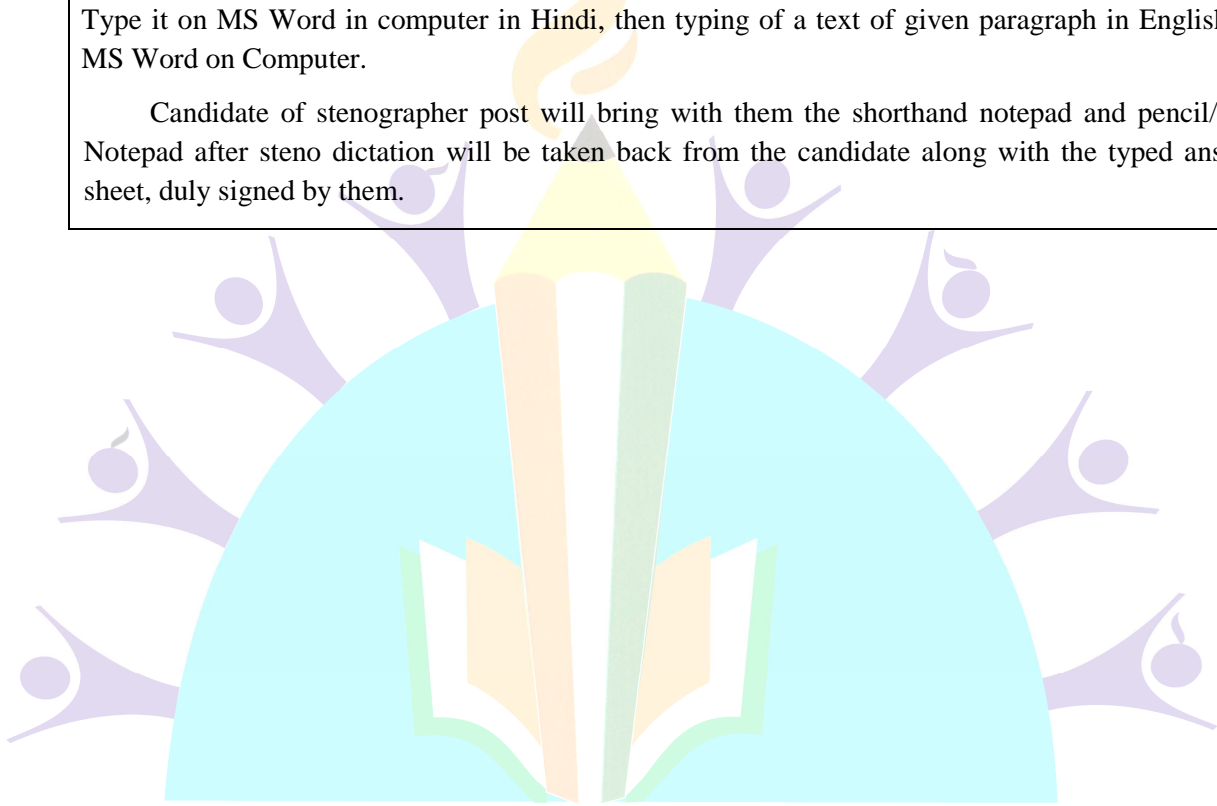 Type it on MS Word in computer in Hindi, then typing of a text of given paragraph in English
MS Word on Computer.
Candidate of stenographer post will bring with them the shorthand notepad and pencil/
Notepad after steno dictation will be taken back from the candidate along with the typed
sheet, duly signed by them.